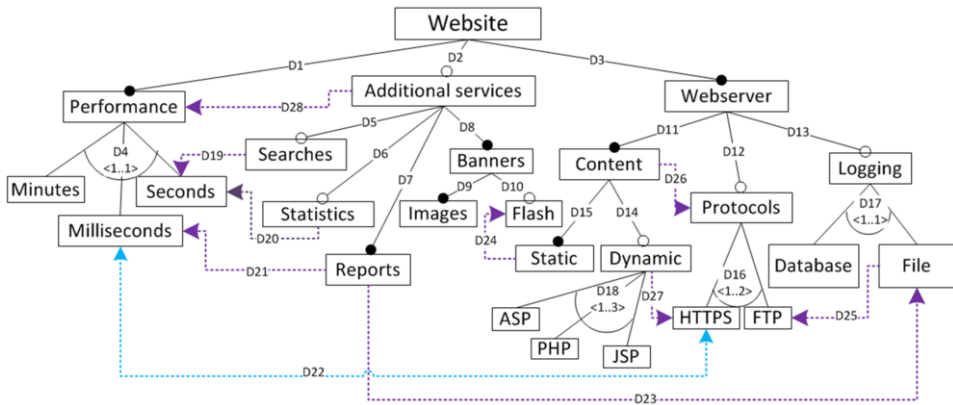 Website
D1
D2
D3
Performance
D28
Additional services
Webserver
D4
<1..1>
D5
D6
D7
D8
D11
D12
D13
D19
Searches
Banners
Content
D26
Logging
Minutes
Seconds
D9
D10
D15
D14
Protocols
D17
<1..1>
Statistics
Images
Flash
Milliseconds
D20
D24
Static
Dynamic
D16
<1..2>
Database
File
D21
Reports
D18
<1..3>
D27
ASP
HTTPS
FTP
D25
PHP
JSP
D22
D23